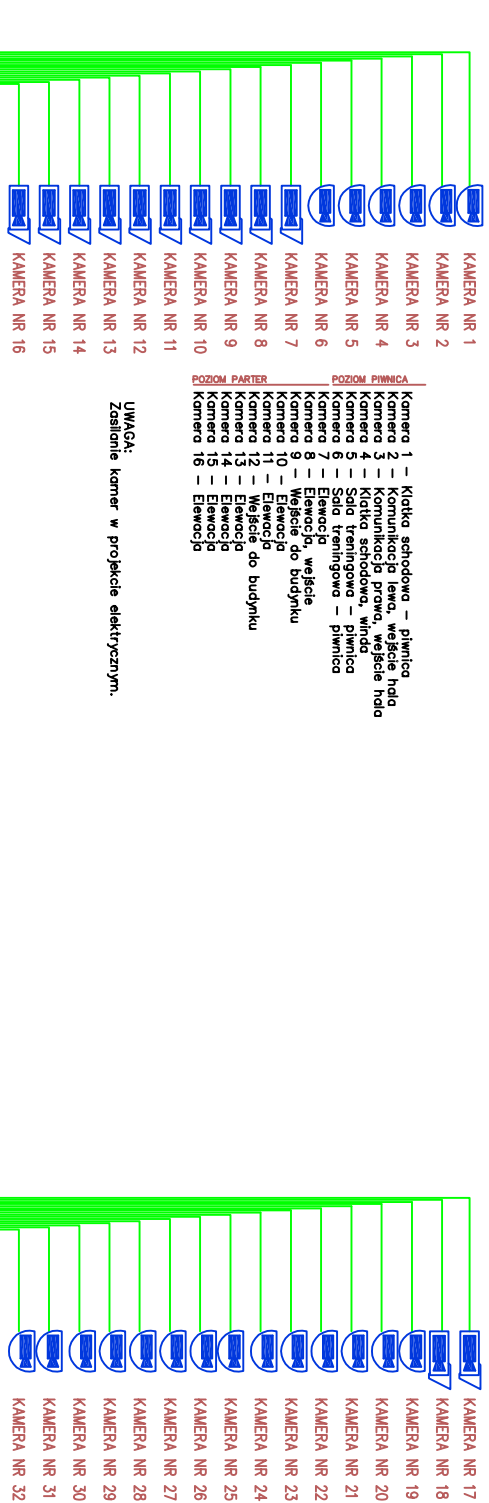 KAMERA NR 1
KAMERA NR 2
KAMERA NR 3
KAMERA NR 4
KAMERA NR 5
KAMERA NR 6
KAMERA NR 7
KAMERA NR 8
KAMERA NR 9
KAMERA NR 10
KAMERA NR 11
KAMERA NR 12
KAMERA NR 13
KAMERA NR 14
KAMERA NR 15
KAMERA NR 16
POZIOM PIWNICA
Kamera 1 – Klatka schodowa – piwnica
Kamera 2 – Komunikacja lewa, wejście hala
Kamera 3 – Komunikacja prawa, wejście hala
Kamera 4 – Klatka schodowa, winda
Kamera 5 – Sala treningowa – piwnica
Kamera 6 – Sala treningowa – piwnica
POZIOM PARTER
Kamera 7 – Elewacja
Kamera 8 – Elewacja, wejście
Kamera 9 – Wejście do budynku
Kamera 10 – Elewacja
Kamera 11 – Elewacja
Kamera 12 – Wejście do budynku
Kamera 13 – Elewacja
Kamera 14 – Elewacja
Kamera 15 – Elewacja
Kamera 16 – Elewacja
UWAGA:
Zasilanie kamer w projekcie elektrycznym.
KAMERA NR 17
KAMERA NR 18
KAMERA NR 19
KAMERA NR 20
KAMERA NR 21
KAMERA NR 22
KAMERA NR 23
KAMERA NR 24
KAMERA NR 25
KAMERA NR 26
KAMERA NR 27
KAMERA NR 28
KAMERA NR 29
KAMERA NR 30
KAMERA NR 31
KAMERA NR 32